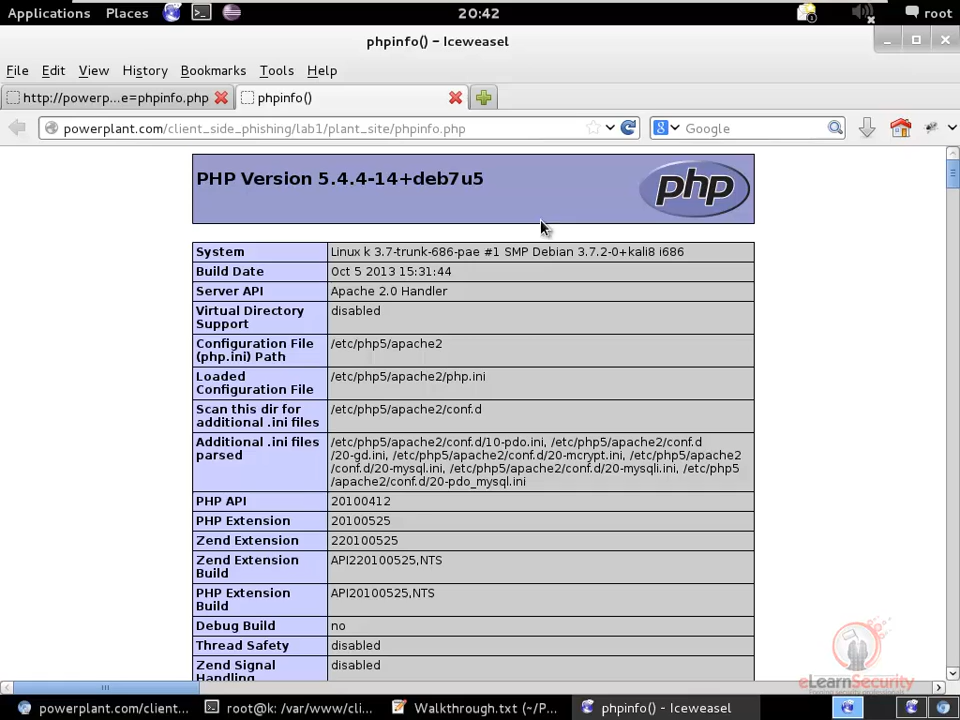 Applications Places 20:42 root
phpinfo() - Iceweasel
File Edit View History Bookmarks Tools Help
http://powerp...e=phpinfo.php phpinfo()
powerplant.com/client_side_phishing/lab1/plant_site/phpinfo.php Google
PHP Version 5.4.4-14+deb7u5
php
System Linux k 3.7-trunk-686-pae #1 SMP Debian 3.7.2-0+kali8 i686
Build Date Oct 5 2013 15:31:44
Server API Apache 2.0 Handler
Virtual Directory disabled
Support
Configuration File /etc/php5/apache2
(php.ini) Path
Loaded /etc/php5/apache2/php.ini
Configuration File
Scan this dir for /etc/php5/apache2/conf.d
additional .ini files
Additional .ini files /etc/php5/apache2/conf.d/10-pdo.ini, /etc/php5/apache2/conf.d
parsed /20-gd.ini, /etc/php5/apache2/conf.d/20-mcrypt.ini, /etc/php5/apache2
/conf.d/20-mysql.ini, /etc/php5/apache2/conf.d/20-mysqli.ini, /etc/php5
/apache2/conf.d/20-pdo_mysql.ini
PHP API 20100412
PHP Extension 20100525
Zend Extension 220100525
Zend Extension API220100525,NTS
Build
PHP Extension API20100525,NTS
Build
Debug Build no
Thread Safety disabled
Zend Signal disabled
Handling
eLearnSecurity
Forging security professionals
powerplant.com/client... root@k: /var/www/cli... Walkthrough.txt (~/P... phpinfo() - Iceweasel